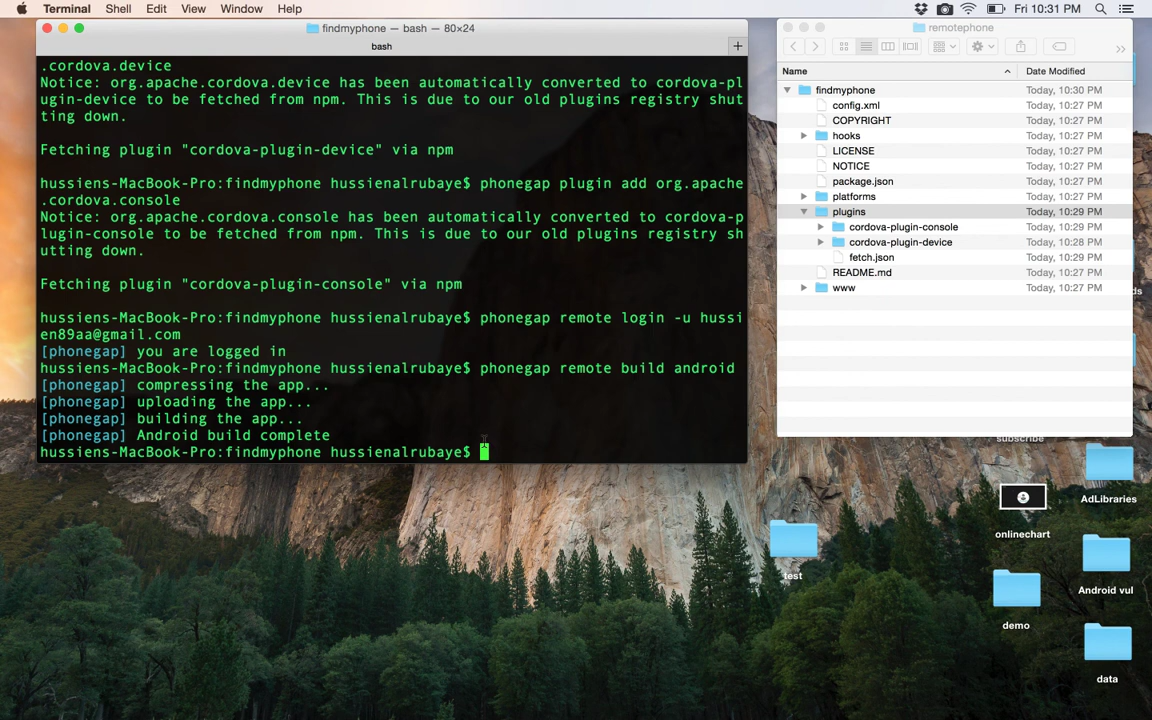 Terminal Shell Edit View Window Help Fri 10:31 PM
findmyphone — bash — 80×24
bash
.cordova.device
Notice: org.apache.cordova.device has been automatically converted to cordova-pl
ugin-device to be fetched from npm. This is due to our old plugins registry shut
ting down.
Fetching plugin "cordova-plugin-device" via npm
hussiens-MacBook-Pro:findmyphone hussienalrubaye$ phonegap plugin add org.apache
.cordova.console
Notice: org.apache.cordova.console has been automatically converted to cordova-p
lugin-console to be fetched from npm. This is due to our old plugins registry sh
utting down.
Fetching plugin "cordova-plugin-console" via npm
hussiens-MacBook-Pro:findmyphone hussienalrubaye$ phonegap remote login -u hussi
en89aa@gmail.com
[phonegap] you are logged in
hussiens-MacBook-Pro:findmyphone hussienalrubaye$ phonegap remote build android
[phonegap] compressing the app...
[phonegap] uploading the app...
[phonegap] building the app...
[phonegap] Android build complete
hussiens-MacBook-Pro:findmyphone hussienalrubaye$
remotephone
Name Date Modified
findmyphone Today, 10:30 PM
config.xml Today, 10:27 PM
COPYRIGHT Today, 10:27 PM
hooks Today, 10:27 PM
LICENSE Today, 10:27 PM
NOTICE Today, 10:27 PM
package.json Today, 10:27 PM
platforms Today, 10:27 PM
plugins Today, 10:29 PM
cordova-plugin-console Today, 10:29 PM
cordova-plugin-device Today, 10:28 PM
fetch.json Today, 10:29 PM
README.md Today, 10:27 PM
www Today, 10:27 PM
subscribe
AdLibraries
onlinechart
test
Android vul
demo
data